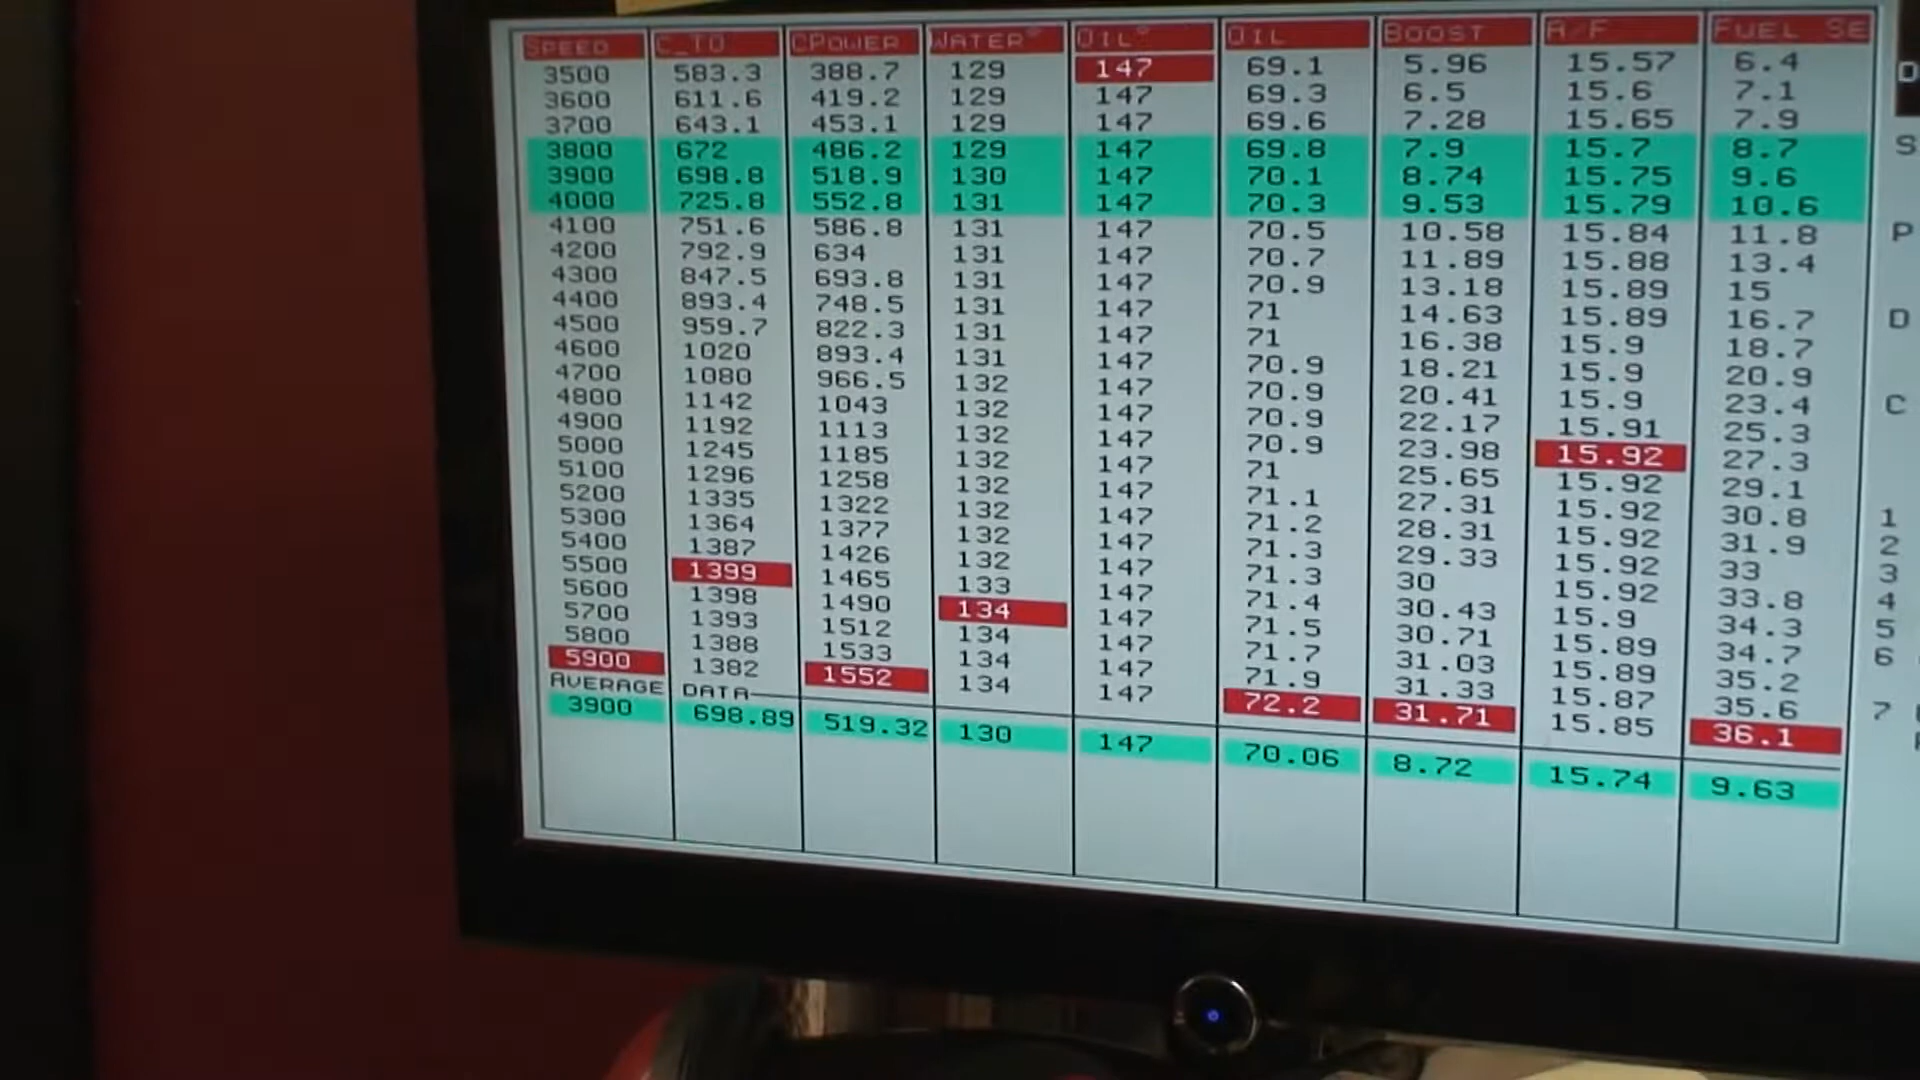 SPEED C_TQ CPOWER WATER° OIL° OIL BOOST A/F FUEL SE
3500 583.3 388.7 129 147 69.1 5.96 15.57 6.4
3600 611.6 419.2 129 147 69.3 6.5 15.6 7.1
3700 643.1 453.1 129 147 69.6 7.28 15.65 7.9
3800 672 486.2 129 147 69.8 7.9 15.7 8.7 S
3900 698.8 518.9 130 147 70.1 8.74 15.75 9.6
4000 725.8 552.8 131 147 70.3 9.53 15.79 10.6
4100 751.6 586.8 131 147 70.5 10.58 15.84 11.8 P
4200 792.9 634 131 147 70.7 11.89 15.88 13.4
4300 847.5 693.8 131 147 70.9 13.18 15.89 15
4400 893.4 748.5 131 147 71 14.63 15.89 16.7 D
4500 959.7 822.3 131 147 71 16.38 15.9 18.7
4600 1020 893.4 131 147 70.9 18.21 15.9 20.9
4700 1080 966.5 132 147 70.9 20.41 15.9 23.4 C
4800 1142 1043 132 147 70.9 22.17 15.91 25.3
4900 1192 1113 132 147 70.9 23.98 15.92 27.3
5000 1245 1185 132 147 71 25.65 15.92 29.1
5100 1296 1258 132 147 71.1 27.31 15.92 30.8 1
5200 1335 1322 132 147 71.2 28.31 15.92 31.9 2
5300 1364 1377 132 147 71.3 29.33 15.92 33 3
5400 1387 1426 132 147 71.3 30 15.92 33.8 4
5500 1399 1465 133 147 71.4 30.43 15.9 34.3 5
5600 1398 1490 134 147 71.5 30.71 15.89 34.7 6
5700 1393 1512 134 147 71.7 31.03 15.89 35.2
5800 1388 1533 134 147 71.9 31.33 15.87 35.6 7
5900 1382 1552 134 147 72.2 31.71 15.85 36.1
AVERAGE DATA
3900 698.89 519.32 130 147 70.06 8.72 15.74 9.63